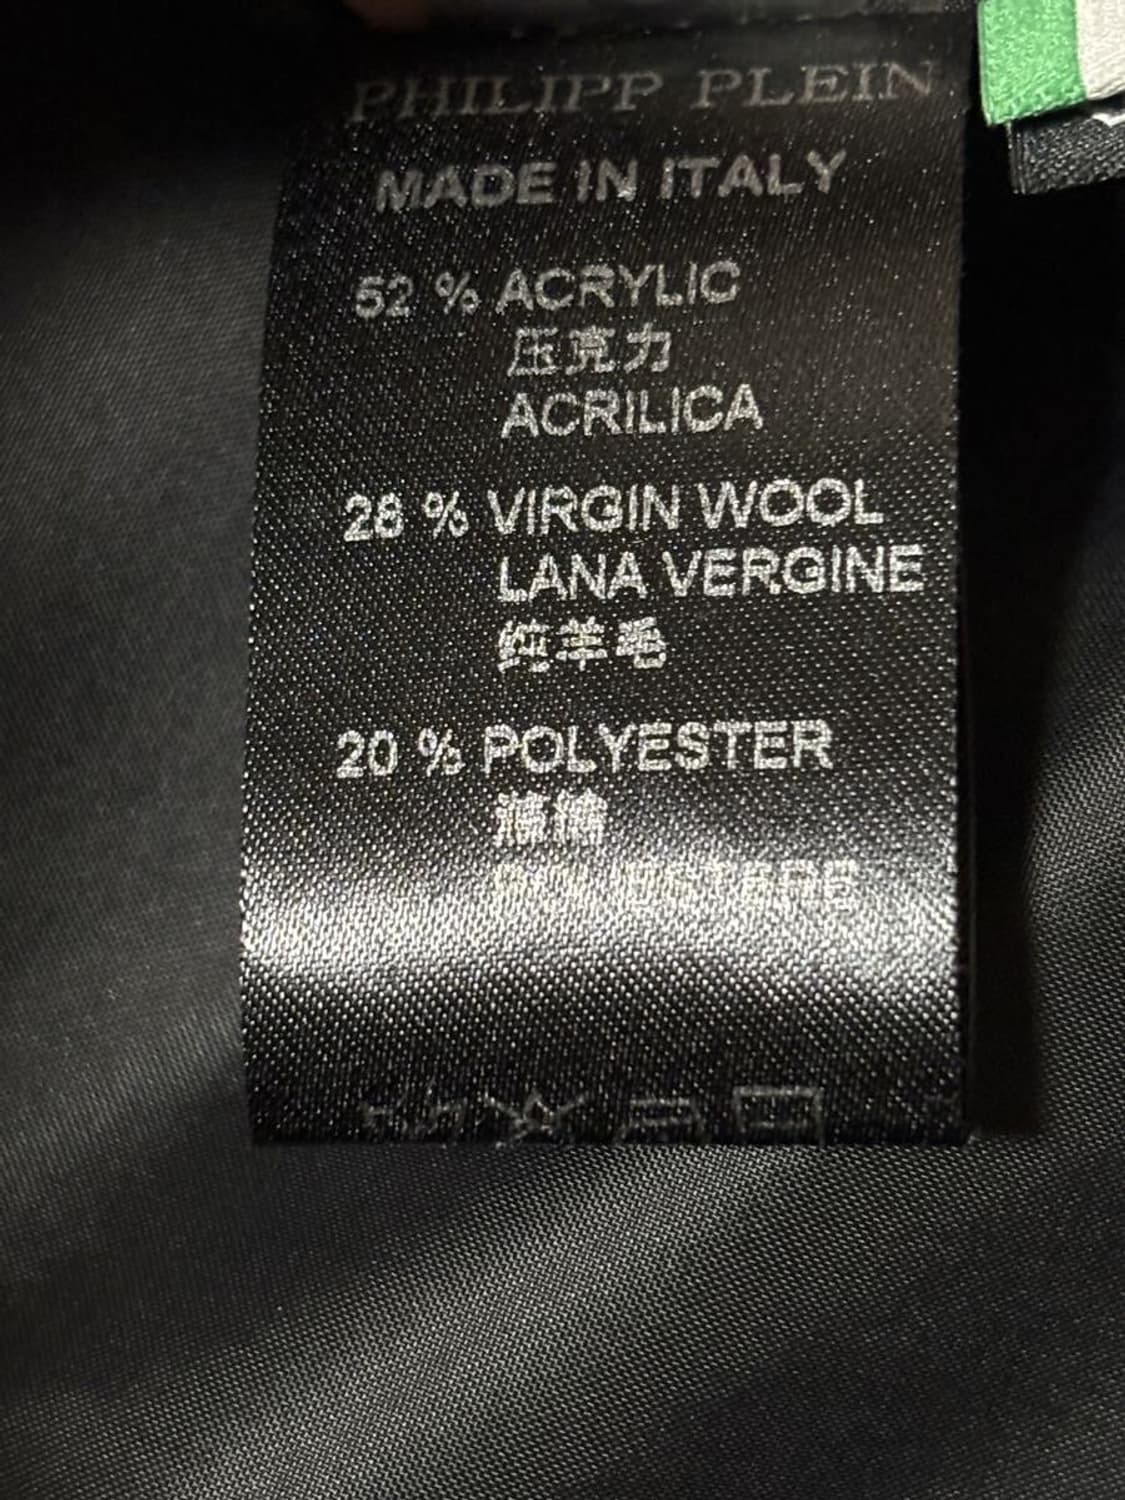 PHILIPP PLEIN
MADE IN ITALY
52 % ACRYLIC
压克力
ACRILICA
28 % VIRGIN WOOL
LANA VERGINE
纯羊毛
20 % POLYESTER
POLIESTERE